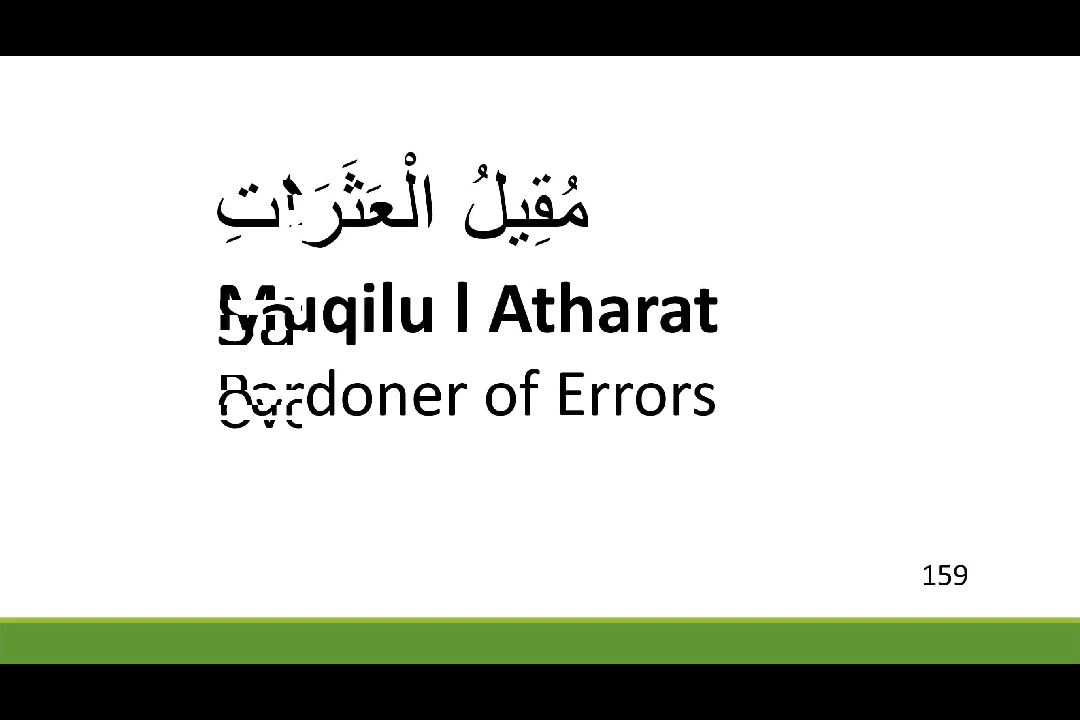 مُقِيلُ الْعَثَرَاتِ
Muqilu l Atharat
Pardoner of Errors
159